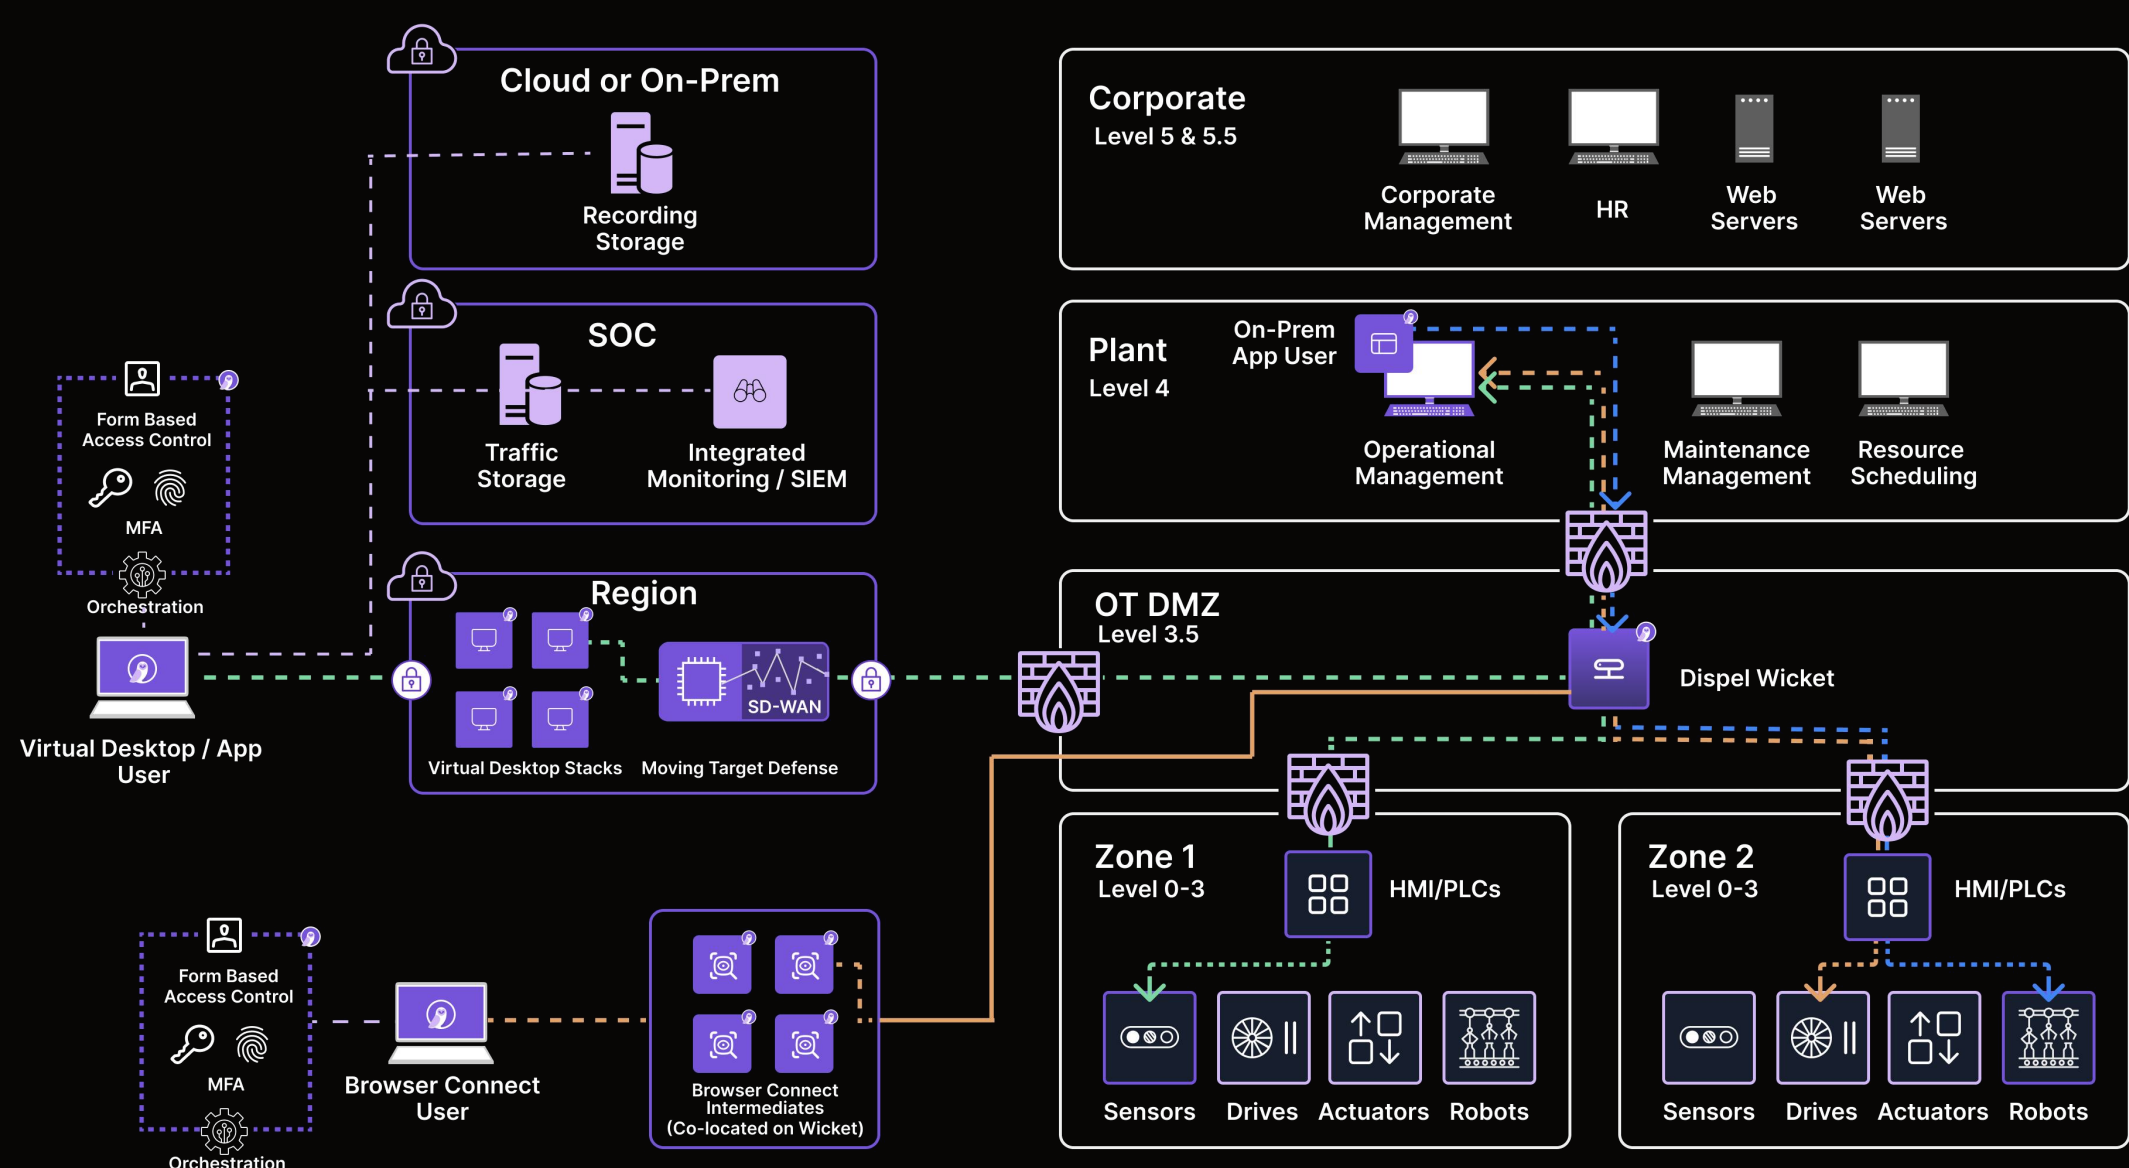 Cloud or On-Prem
Recording
Storage
SOC
Traffic
Storage
Integrated
Monitoring / SIEM
Form Based
Access Control
MFA
Orchestration
Virtual Desktop / App
User
Region
SD-WAN
Virtual Desktop Stacks
Moving Target Defense
Form Based
Access Control
MFA
Orchestration
Browser Connect
User
Browser Connect
Intermediates
(Co-located on Wicket)
Corporate
Level 5 & 5.5
Corporate
Management
HR
Web
Servers
Web
Servers
Plant
Level 4
On-Prem
App User
Operational
Management
Maintenance
Management
Resource
Scheduling
OT DMZ
Level 3.5
Dispel Wicket
Zone 1
Level 0-3
HMI/PLCs
Sensors
Drives
Actuators
Robots
Zone 2
Level 0-3
HMI/PLCs
Sensors
Drives
Actuators
Robots